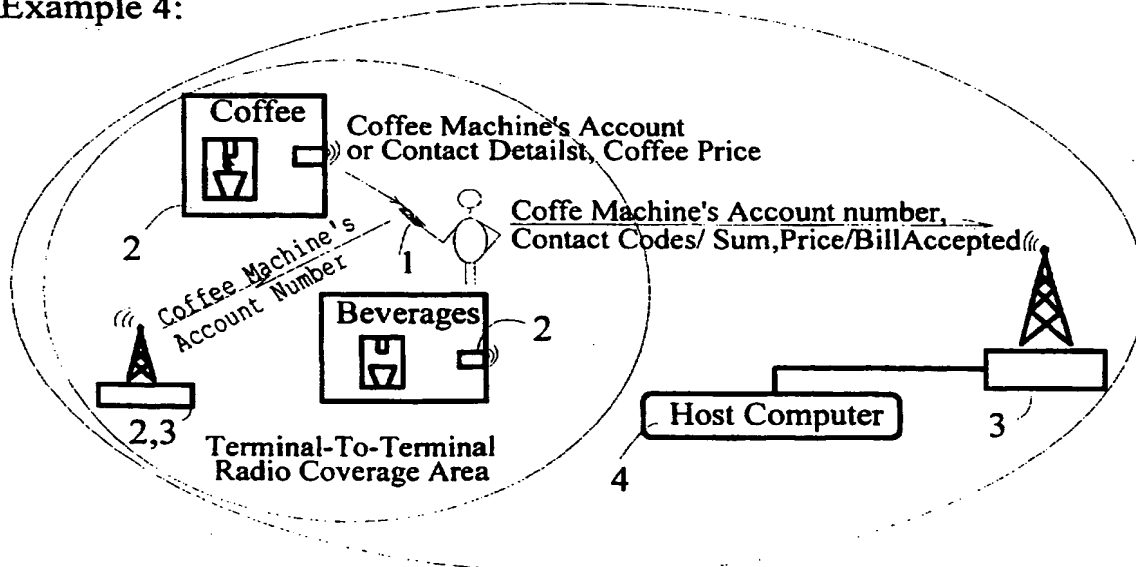 Example 4:
Coffee
Coffee Machine's Account
or Contact Detailst, Coffee Price
2
1
Coffe Machine's Account number,
Contact Codes/ Sum,Price/BillAccepted
Coffee Machine's
Account Number
Beverages
2
2,3
Terminal-To-Terminal
Radio Coverage Area
Host Computer
4
3